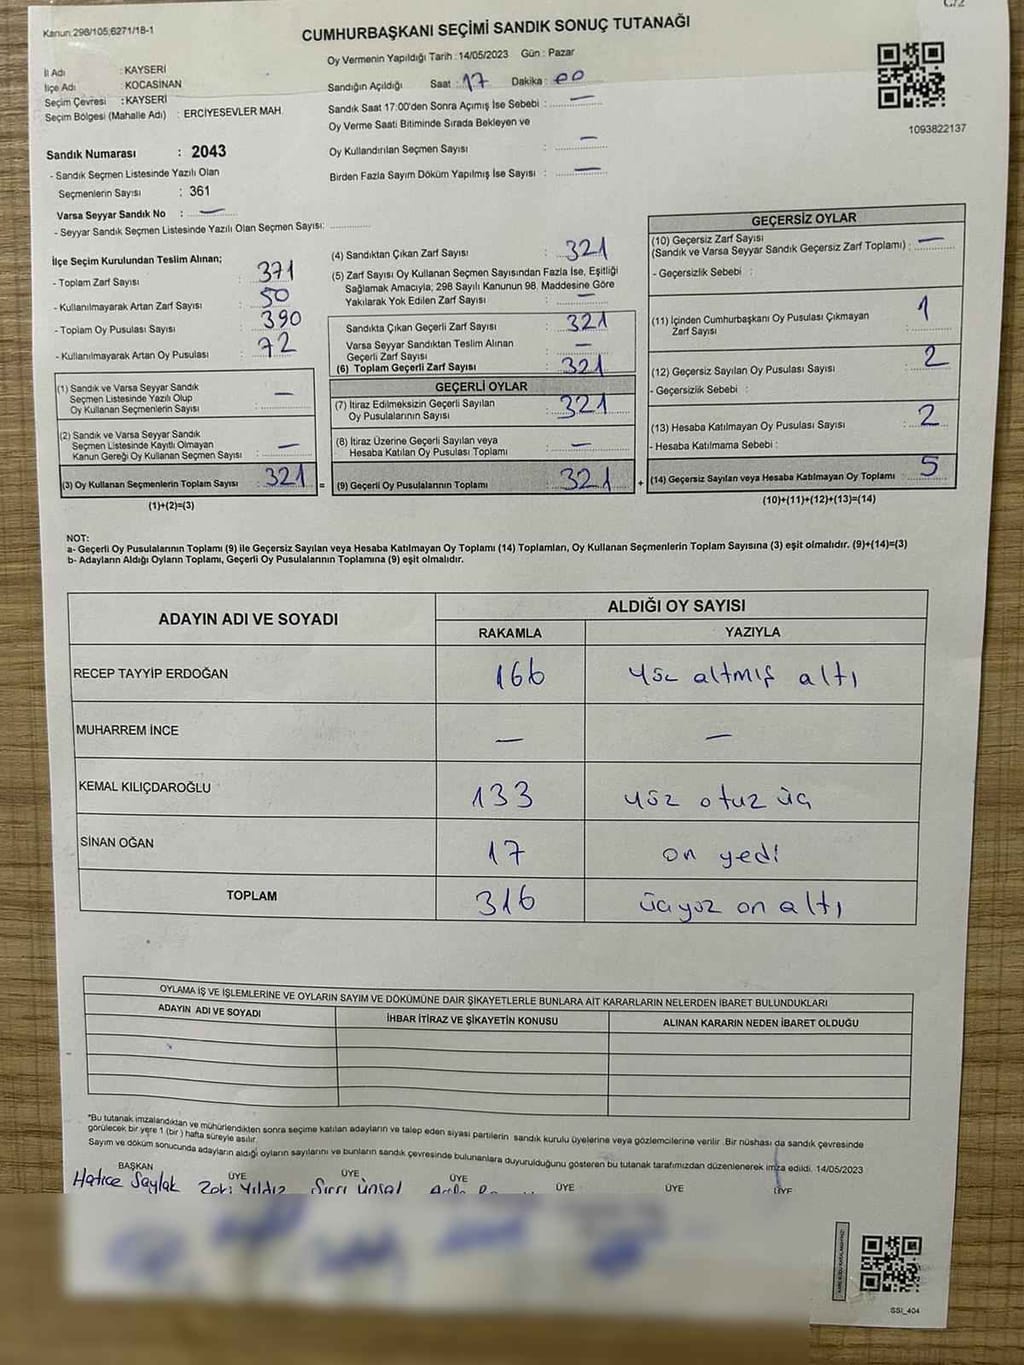 C/2
Kanun:298/105;6271/18-1
CUMHURBAŞKANI SEÇİMİ SANDIK SONUÇ TUTANAĞI
Oy Vermenin Yapıldığı Tarih : 14/05/2023 Gün : Pazar
İl Adı : KAYSERİ
İlçe Adı : KOCASİNAN
Seçim Çevresi : KAYSERİ
Seçim Bölgesi (Mahalle Adı) : ERCİYESEVLER MAH.
Sandığın Açıldığı Saat : 17 Dakika : 00
Sandık Saat 17:00'den Sonra Açımış İse Sebebi : —
Oy Verme Saati Bitiminde Sırada Bekleyen ve
Oy Kullandırılan Seçmen Sayısı : —
Birden Fazla Sayım Döküm Yapılmış İse Sayısı : —
1093822137
Sandık Numarası : 2043
- Sandık Seçmen Listesinde Yazılı Olan
Seçmenlerin Sayısı : 361
Varsa Seyyar Sandık No : —
- Seyyar Sandık Seçmen Listesinde Yazılı Olan Seçmen Sayısı:
İlçe Seçim Kurulundan Teslim Alınan;
- Toplam Zarf Sayısı : 371
- Kullanılmayarak Artan Zarf Sayısı : 50
- Toplam Oy Pusulası Sayısı : 390
- Kullanılmayarak Artan Oy Pusulası : 72
(1) Sandık ve Varsa Seyyar Sandık
Seçmen Listesinde Yazılı Olup
Oy Kullanan Seçmenlerin Sayısı : —
(2) Sandık ve Varsa Seyyar Sandık
Seçmen Listesinde Kayıtlı Olmayan
Kanun Gereği Oy Kullanan Seçmen Sayısı : —
(3) Oy Kullanan Seçmenlerin Toplam Sayısı : 321 =
(1)+(2)=(3)
(4) Sandıktan Çıkan Zarf Sayısı : 321
(5) Zarf Sayısı Oy Kullanan Seçmen Sayısından Fazla İse, Eşitliği
Sağlamak Amacıyla; 298 Sayılı Kanunun 98. Maddesine Göre
Yakılarak Yok Edilen Zarf Sayısı : —
Sandıkta Çıkan Geçerli Zarf Sayısı : 321
Varsa Seyyar Sandıktan Teslim Alınan
Geçerli Zarf Sayısı : —
(6) Toplam Geçerli Zarf Sayısı : 321
GEÇERLİ OYLAR
(7) İtiraz Edilmeksizin Geçerli Sayılan
Oy Pusulalarının Sayısı : 321
(8) İtiraz Üzerine Geçerli Sayılan veya
Hesaba Katılan Oy Pusulası Toplamı : —
(9) Geçerli Oy Pusulalarının Toplamı : 321 +
GEÇERSİZ OYLAR
(10) Geçersiz Zarf Sayısı
(Sandık ve Varsa Seyyar Sandık Geçersiz Zarf Toplamı) : —
- Geçersizlik Sebebi :
(11) İçinden Cumhurbaşkanı Oy Pusulası Çıkmayan
Zarf Sayısı : 1
(12) Geçersiz Sayılan Oy Pusulası Sayısı : 2
- Geçersizlik Sebebi :
(13) Hesaba Katılmayan Oy Pusulası Sayısı : 2
- Hesaba Katılmama Sebebi :
(14) Geçersiz Sayılan veya Hesaba Katılmayan Oy Toplamı : 5
(10)+(11)+(12)+(13)=(14)
NOT:
a- Geçerli Oy Pusulalarının Toplamı (9) ile Geçersiz Sayılan veya Hesaba Katılmayan Oy Toplamı (14) Toplamları, Oy Kullanan Seçmenlerin Toplam Sayısına (3) eşit olmalıdır. (9)+(14)=(3)
b- Adayların Aldığı Oyların Toplamı, Geçerli Oy Pusulalarının Toplamına (9) eşit olmalıdır.
ADAYIN ADI VE SOYADI
ALDIĞI OY SAYISI
RAKAMLA YAZIYLA
RECEP TAYYİP ERDOĞAN 166 yüz altmış altı
MUHARREM İNCE — —
KEMAL KILIÇDAROĞLU 133 yüz otuz üç
SİNAN OĞAN 17 on yedi
TOPLAM 316 üçyüz on altı
OYLAMA İŞ VE İŞLEMLERİNE VE OYLARIN SAYIM VE DÖKÜMÜNE DAİR ŞİKAYETLERLE BUNLARA AİT KARARLARIN NELERDEN İBARET BULUNDUKLARI
ADAYIN ADI VE SOYADI İHBAR İTİRAZ VE ŞİKAYETİN KONUSU ALINAN KARARIN NEDEN İBARET OLDUĞU
*Bu tutanak imzalandıktan ve mühürlendikten sonra seçime katılan adayların ve talep eden siyasi partilerin sandık kurulu üyelerine veya gözlemcilerine verilir. Bir nüshası da sandık çevresinde
görülecek bir yere 1 (bir) hafta süreyle asılır.
Sayım ve döküm sonucunda adayların aldığı oyların sayılarını ve bunların sandık çevresinde bulunanlara duyurulduğunu gösteren bu tutanak tarafımızdan düzenlenerek imza edildi. 14/05/2023
BAŞKAN ÜYE ÜYE ÜYE ÜYE ÜYE ÜYE
Hatice Saylak Zeki Yıldız Sırrı Ünsal
SSI_404